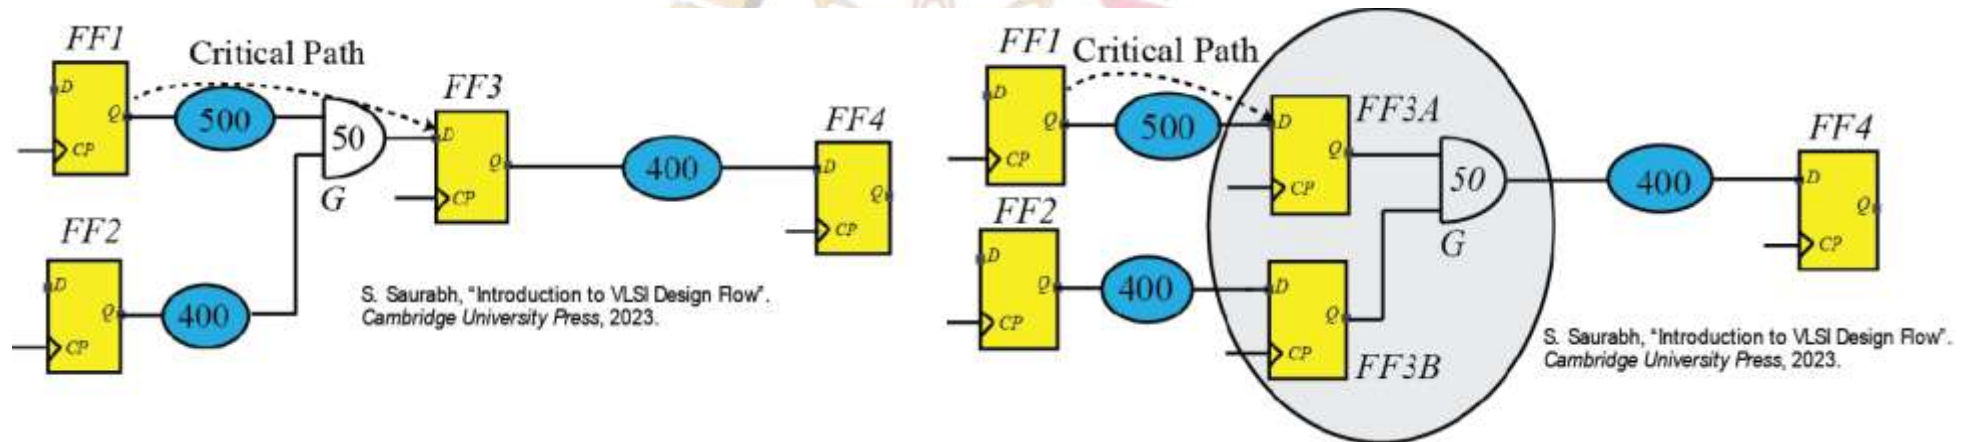 FF1
Critical Path
D
Q
CP
500
50
G
FF3
D
Q
CP
400
FF4
D
Q
CP
FF2
D
Q
CP
400
S. Saurabh, "Introduction to VLSI Design Flow".
Cambridge University Press, 2023.
FF1
Critical Path
D
Q
CP
500
FF3A
D
Q
CP
50
G
400
FF4
D
Q
CP
FF2
D
Q
CP
400
D
Q
CP
FF3B
S. Saurabh, "Introduction to VLSI Design Flow".
Cambridge University Press, 2023.